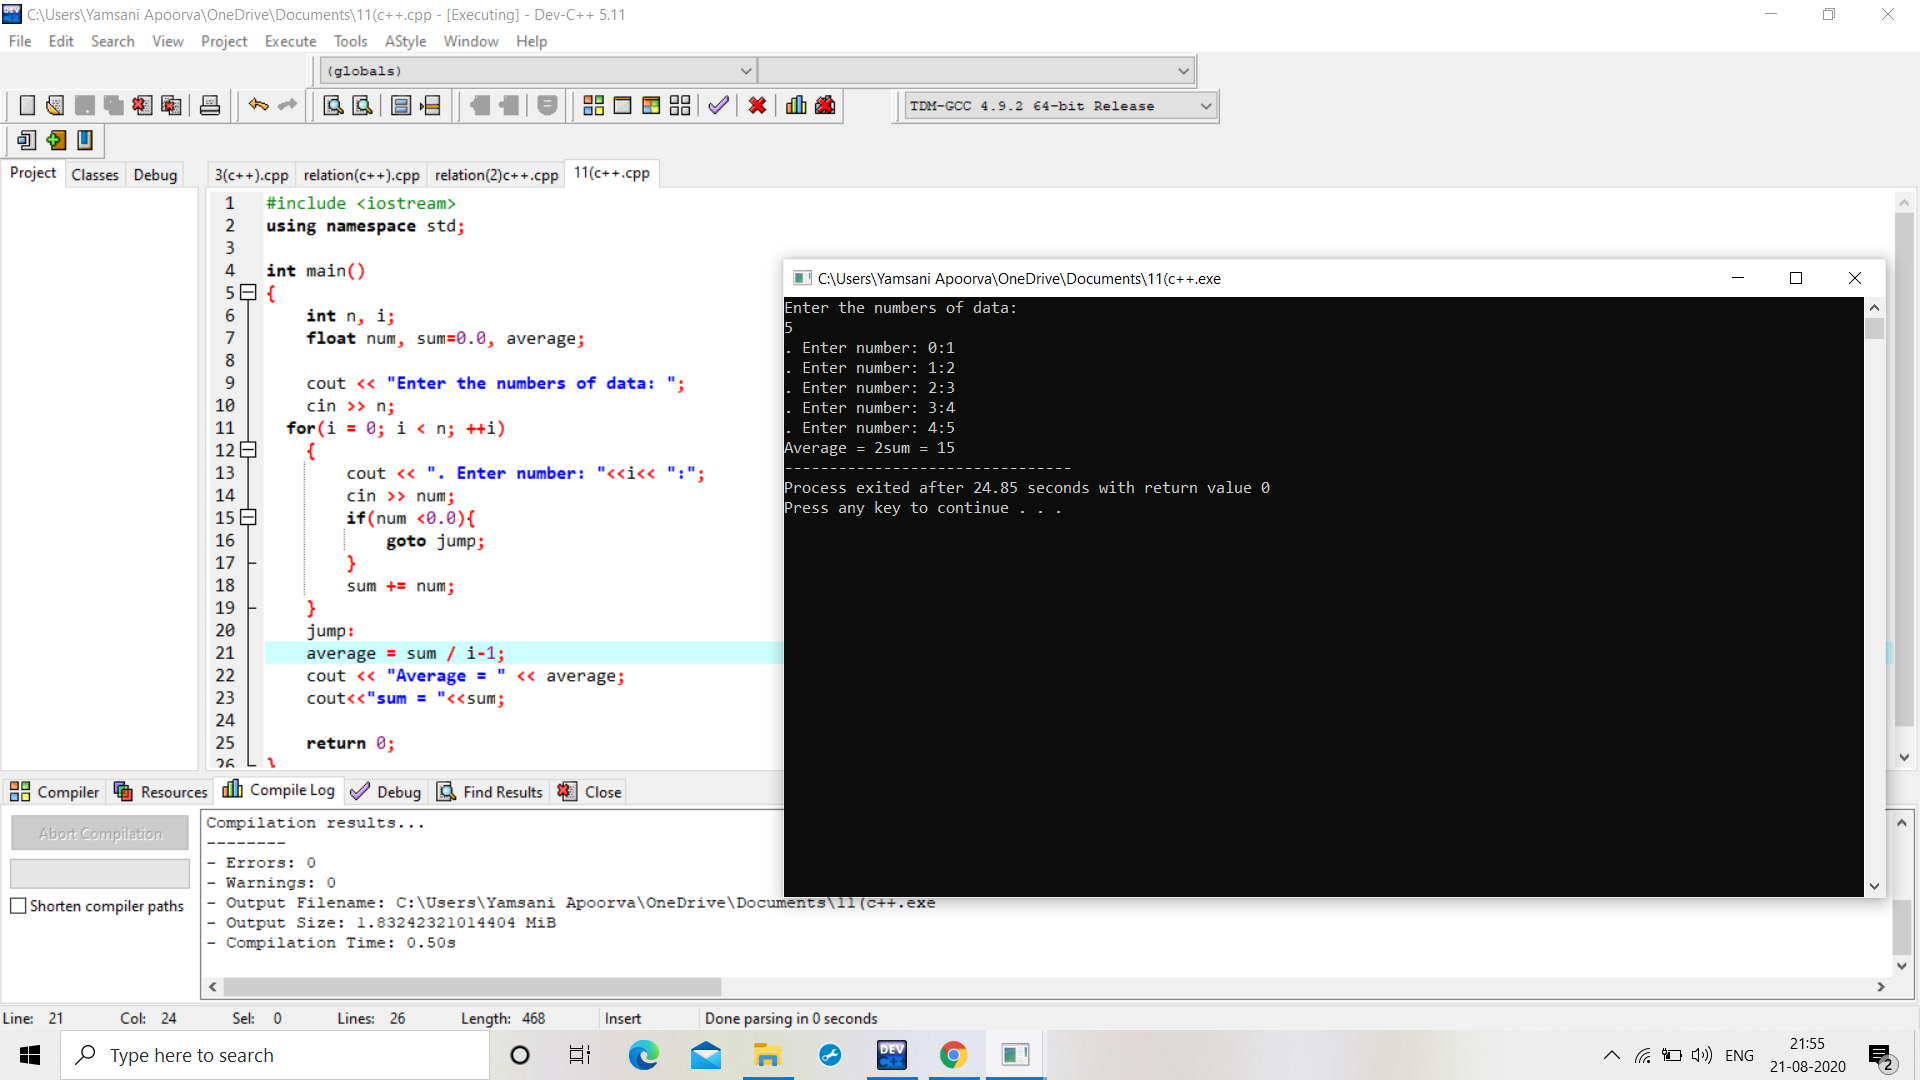 C:\Users\Yamsani Apoorva\OneDrive\Documents\11(c++.cpp - [Executing] - Dev-C++ 5.11
File Edit Search View Project Execute Tools AStyle Window Help
(globals)
TDM-GCC 4.9.2 64-bit Release
Project Classes Debug
3(c++).cpp relation(c++).cpp relation(2)c++.cpp 11(c++.cpp
1 #include <iostream>
2 using namespace std;
3
4 int main()
5 {
6 int n, i;
7 float num, sum=0.0, average;
8
9 cout << "Enter the numbers of data: ";
10 cin >> n;
11 for(i = 0; i < n; ++i)
12 {
13 cout << ". Enter number: "<<i<< ":";
14 cin >> num;
15 if(num <0.0){
16 goto jump;
17 }
18 sum += num;
19 }
20 jump:
21 average = sum / i-1;
22 cout << "Average = " << average;
23 cout<<"sum = "<<sum;
24
25 return 0;
26 }
C:\Users\Yamsani Apoorva\OneDrive\Documents\11(c++.exe
Enter the numbers of data:
5
. Enter number: 0:1
. Enter number: 1:2
. Enter number: 2:3
. Enter number: 3:4
. Enter number: 4:5
Average = 2sum = 15
--------------------------------
Process exited after 24.85 seconds with return value 0
Press any key to continue . . .
Compiler Resources Compile Log Debug Find Results Close
Abort Compilation
Shorten compiler paths
Compilation results...
--------
- Errors: 0
- Warnings: 0
- Output Filename: C:\Users\Yamsani Apoorva\OneDrive\Documents\11(c++.exe
- Output Size: 1.83242321014404 MiB
- Compilation Time: 0.50s
Line: 21 Col: 24 Sel: 0 Lines: 26 Length: 468 Insert Done parsing in 0 seconds
Type here to search
DEV C++
ENG
21:55
21-08-2020
2